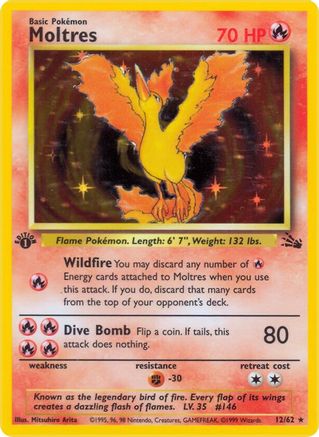 Basic Pokémon
Moltres
70 HP
EDITION
1
Flame Pokémon. Length: 6' 7", Weight: 132 lbs.
Wildfire You may discard any number of
Energy cards attached to Moltres when you
use this attack. If you do, discard that many
cards from the top of your opponent's deck.
Dive Bomb Flip a coin. If tails, this
attack does nothing.
80
weakness
resistance
retreat cost
-30
Known as the legendary bird of fire. Every flap of its wings
creates a dazzling flash of flames. LV. 35 #146
Illus. Mitsuhiro Arita
©1995, 96, 98 Nintendo, Creatures, GAMEFREAK. ©1999 Wizards.
12/62